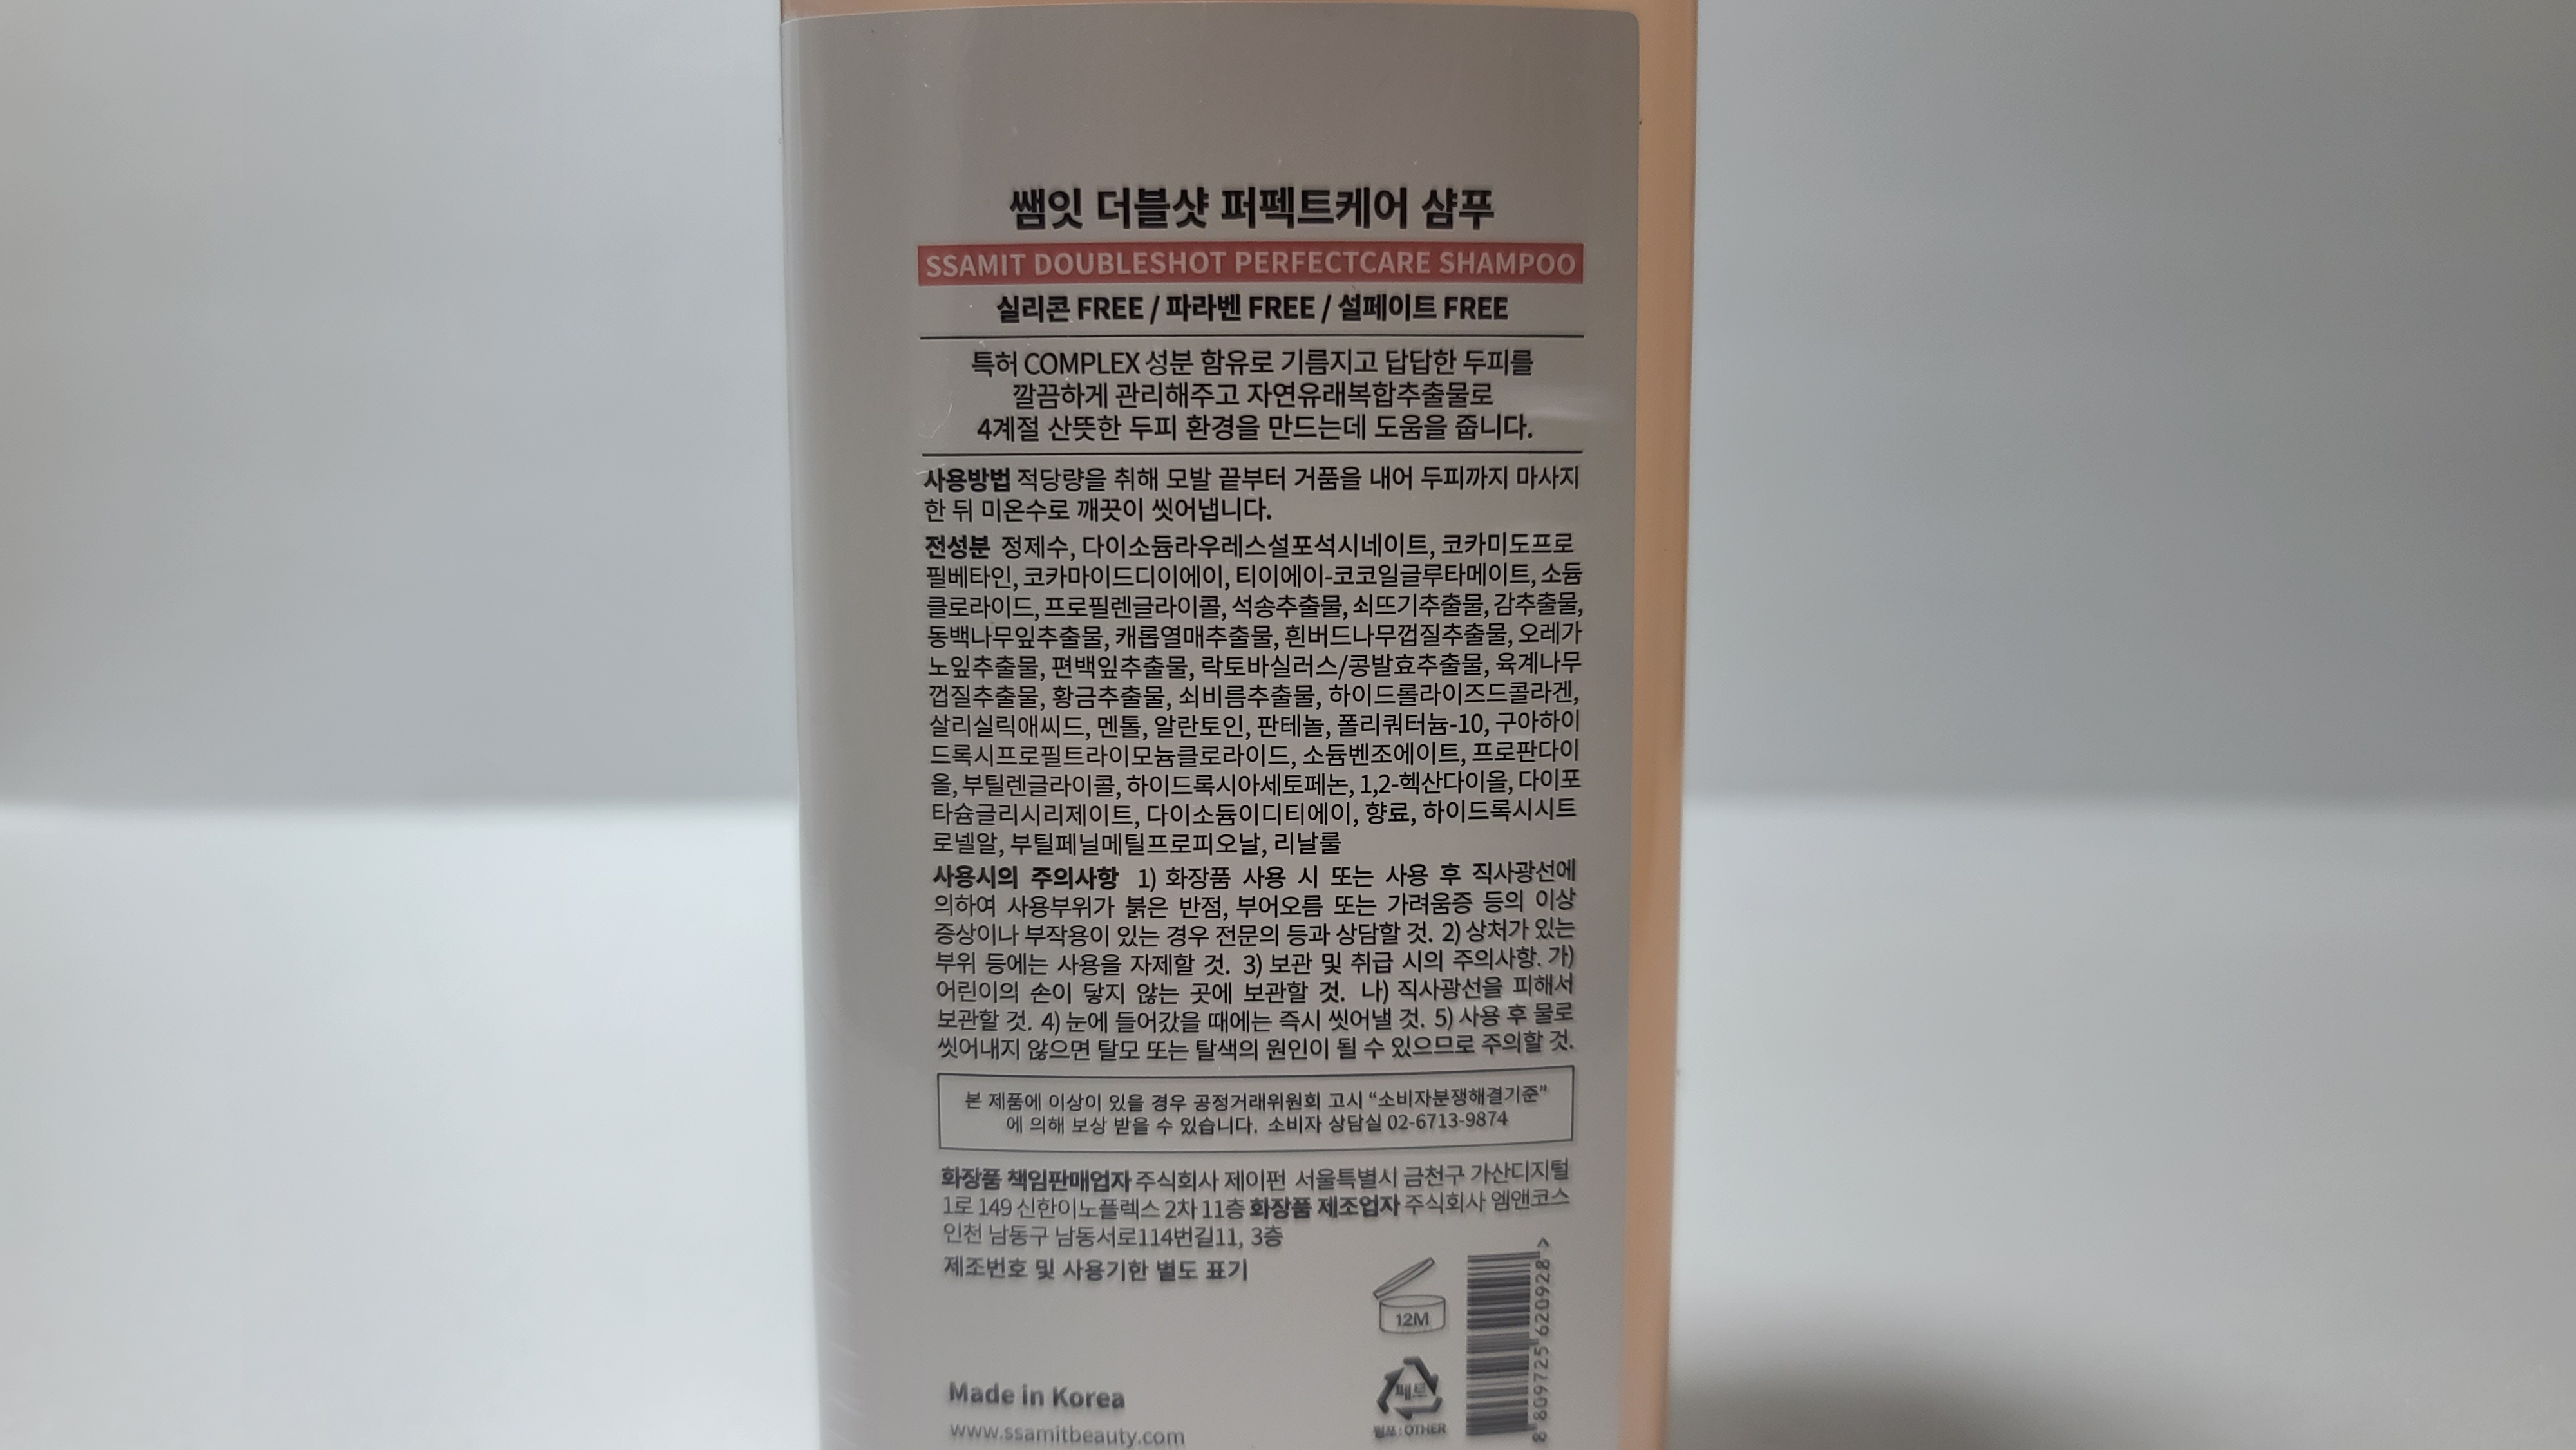 쌤잇 더블샷 퍼펙트케어 샴푸
SSAMIT DOUBLESHOT PERFECTCARE SHAMPOO
실리콘 FREE / 파라벤 FREE / 설페이트 FREE
특허 COMPLEX 성분 함유로 기름지고 답답한 두피를
깔끔하게 관리해주고 자연유래복합추출물로
4계절 산뜻한 두피 환경을 만드는데 도움을 줍니다.
사용방법 적당량을 취해 모발 끝부터 거품을 내어 두피까지 마사지
한 뒤 미온수로 깨끗이 씻어냅니다.
전성분 정제수, 다이소듐라우레스설포석시네이트, 코카미도프로
필베타인, 코카마이드디이에이, 티이에이-코코일글루타메이트, 소듐
클로라이드, 프로필렌글라이콜, 석송추출물, 쇠뜨기추출물, 감추출물,
동백나무잎추출물, 캐롭열매추출물, 흰버드나무껍질추출물, 오레가
노잎추출물, 편백잎추출물, 락토바실러스/콩발효추출물, 육계나무
껍질추출물, 황금추출물, 쇠비름추출물, 하이드롤라이즈드콜라겐,
살리실릭애씨드, 멘톨, 알란토인, 판테놀, 폴리쿼터늄-10, 구아하이
드록시프로필트라이모늄클로라이드, 소듐벤조에이트, 프로판다이
올, 부틸렌글라이콜, 하이드록시아세토페논, 1,2-헥산다이올, 다이포
타슘글리시리제이트, 다이소듐이디티에이, 향료, 하이드록시시트
로넬알, 부틸페닐메틸프로피오날, 리날룰
사용시의 주의사항 1) 화장품 사용 시 또는 사용 후 직사광선에
의하여 사용부위가 붉은 반점, 부어오름 또는 가려움증 등의 이상
증상이나 부작용이 있는 경우 전문의 등과 상담할 것. 2) 상처가 있는
부위 등에는 사용을 자제할 것. 3) 보관 및 취급 시의 주의사항. 가)
어린이의 손이 닿지 않는 곳에 보관할 것. 나) 직사광선을 피해서
보관할 것. 4) 눈에 들어갔을 때에는 즉시 씻어낼 것. 5) 사용 후 물로
씻어내지 않으면 탈모 또는 탈색의 원인이 될 수 있으므로 주의할 것.
본 제품에 이상이 있을 경우 공정거래위원회 고시 “소비자분쟁해결기준”
에 의해 보상 받을 수 있습니다. 소비자 상담실 02-6713-9874
화장품 책임판매업자 주식회사 제이펀 서울특별시 금천구 가산디지털
1로 149 신한이노플렉스 2차 11층 화장품 제조업자 주식회사 엠앤코스
인천 남동구 남동서로114번길11, 3층
제조번호 및 사용기한 별도 표기
12M
페트
펌프 : OTHER
8 809725 620928 >
Made in Korea
www.ssamitbeauty.com